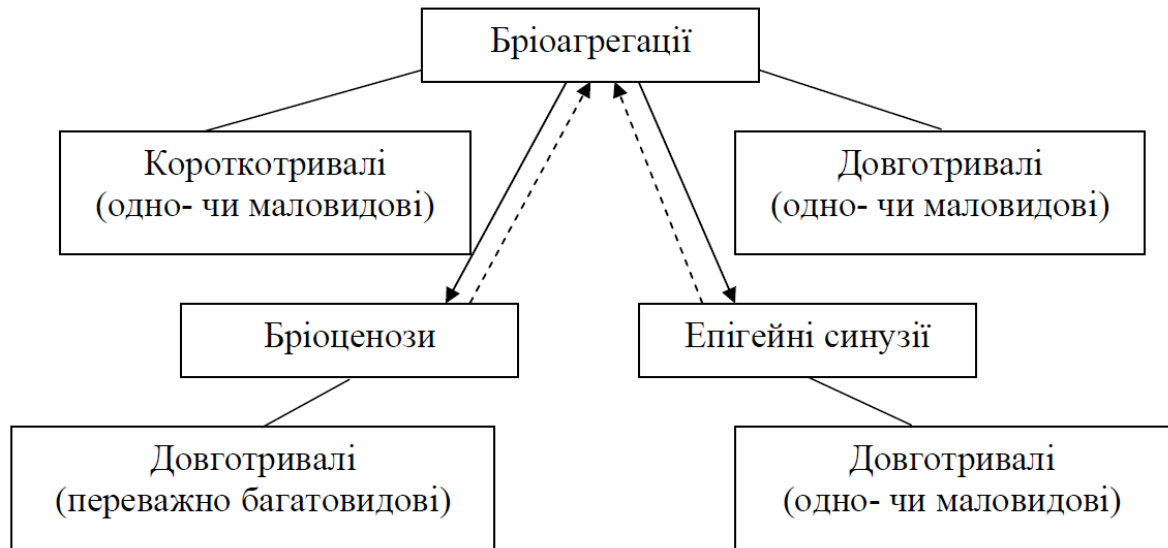 Бріоагрегації
Короткотривалі
(одно- чи маловидові)
Довготривалі
(одно- чи маловидові)
Бріоценози
Епігейні синузії
Довготривалі
(переважно багатовидові)
Довготривалі
(одно- чи маловидові)